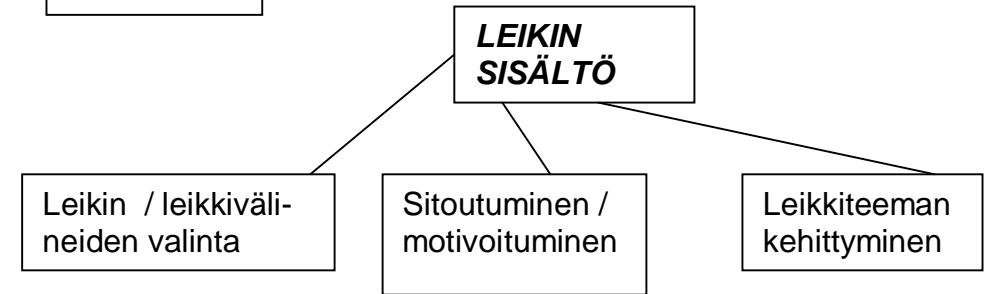 LEIKIN
SISÄLTÖ
Leikin / leikkiväli-
neiden valinta
Sitoutuminen /
motivoituminen
Leikkiteeman
kehittyminen